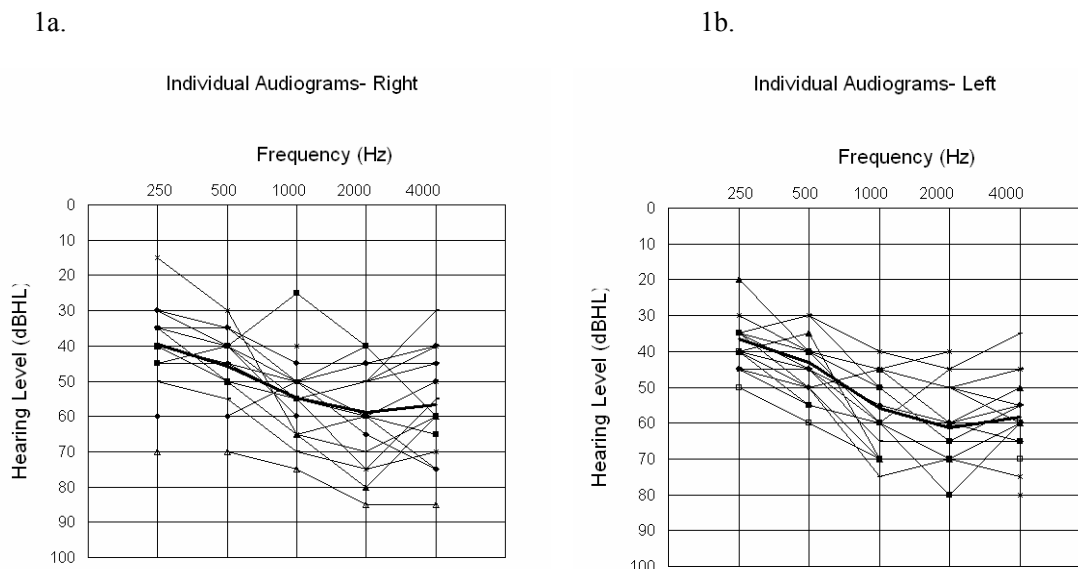 1a.
1b.
Individual Audiograms- Right
Frequency (Hz)
250 500 1000 2000 4000
0
10
20
30
40
50
60
70
80
90
100
Hearing Level (dBHL)
Individual Audiograms- Left
Frequency (Hz)
250 500 1000 2000 4000
0
10
20
30
40
50
60
70
80
90
100
Hearing Level (dBHL)